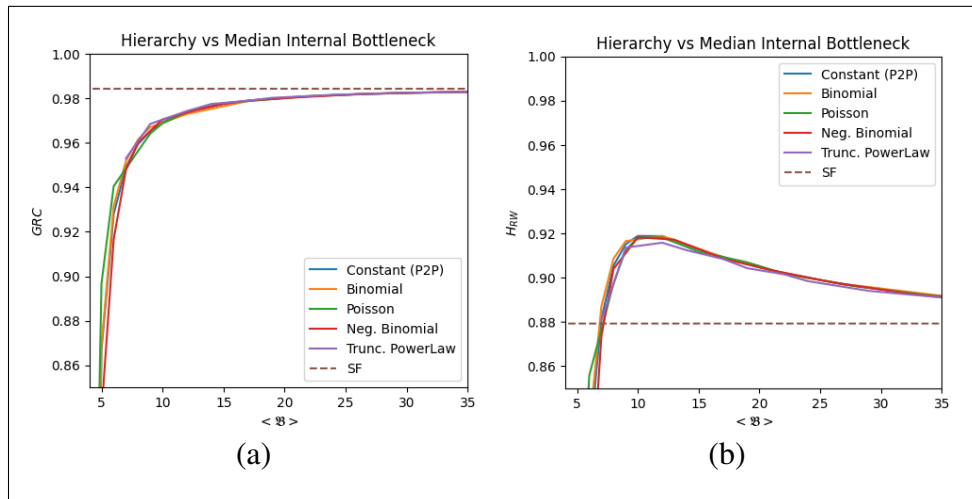 Hierarchy vs Median Internal Bottleneck
1.00
0.98
0.96
0.94
0.92
0.90
0.88
0.86
GRC
Constant (P2P)
Binomial
Poisson
Neg. Binomial
Trunc. PowerLaw
SF
5 10 15 20 25 30 35
< 𝔅 >
(a)
Hierarchy vs Median Internal Bottleneck
1.00
0.98
0.96
0.94
0.92
0.90
0.88
0.86
H_RW
Constant (P2P)
Binomial
Poisson
Neg. Binomial
Trunc. PowerLaw
SF
5 10 15 20 25 30 35
< 𝔅 >
(b)